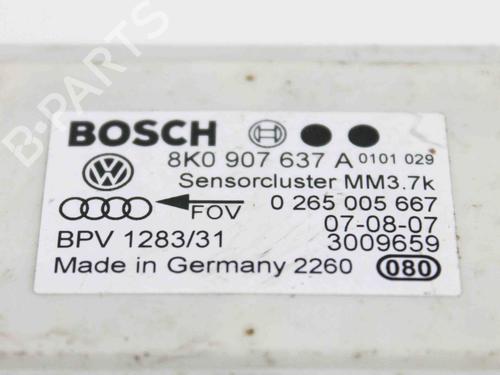 B-PARTS
BOSCH
8K0 907 637 A 0101 029
Sensorcluster MM3.7k
FOV 0 265 005 667
07-08-07
BPV 1283/31 3009659
Made in Germany 2260 080